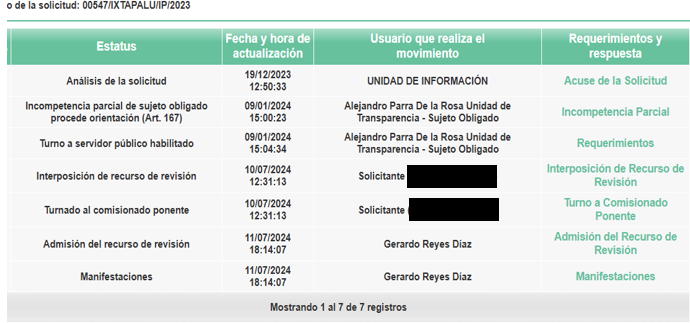 o de la solicitud: 00547/IXTAPALU/IP/2023
Estatus
Fecha y hora de
actualización
Usuario que realiza el
movimiento
Requerimientos y
respuesta
Análisis de la solicitud
19/12/2023
12:50:33
UNIDAD DE INFORMACIÓN
Acuse de la Solicitud
Incompetencia parcial de sujeto obligado
procede orientación (Art. 167)
09/01/2024
15:00:23
Alejandro Parra De la Rosa Unidad de
Transparencia - Sujeto Obligado
Incompetencia Parcial
Turno a servidor público habilitado
09/01/2024
15:04:34
Alejandro Parra De la Rosa Unidad de
Transparencia - Sujeto Obligado
Requerimientos
Interposición de recurso de revisión
10/07/2024
12:31:13
Solicitante
Interposición de Recurso de
Revisión
Turnado al comisionado ponente
10/07/2024
12:31:13
Solicitante (
Turno a Comisionado
Ponente
Admisión del recurso de revisión
11/07/2024
18:14:07
Gerardo Reyes Díaz
Admisión del Recurso de
Revisión
Manifestaciones
11/07/2024
18:14:07
Gerardo Reyes Díaz
Manifestaciones
Mostrando 1 al 7 de 7 registros